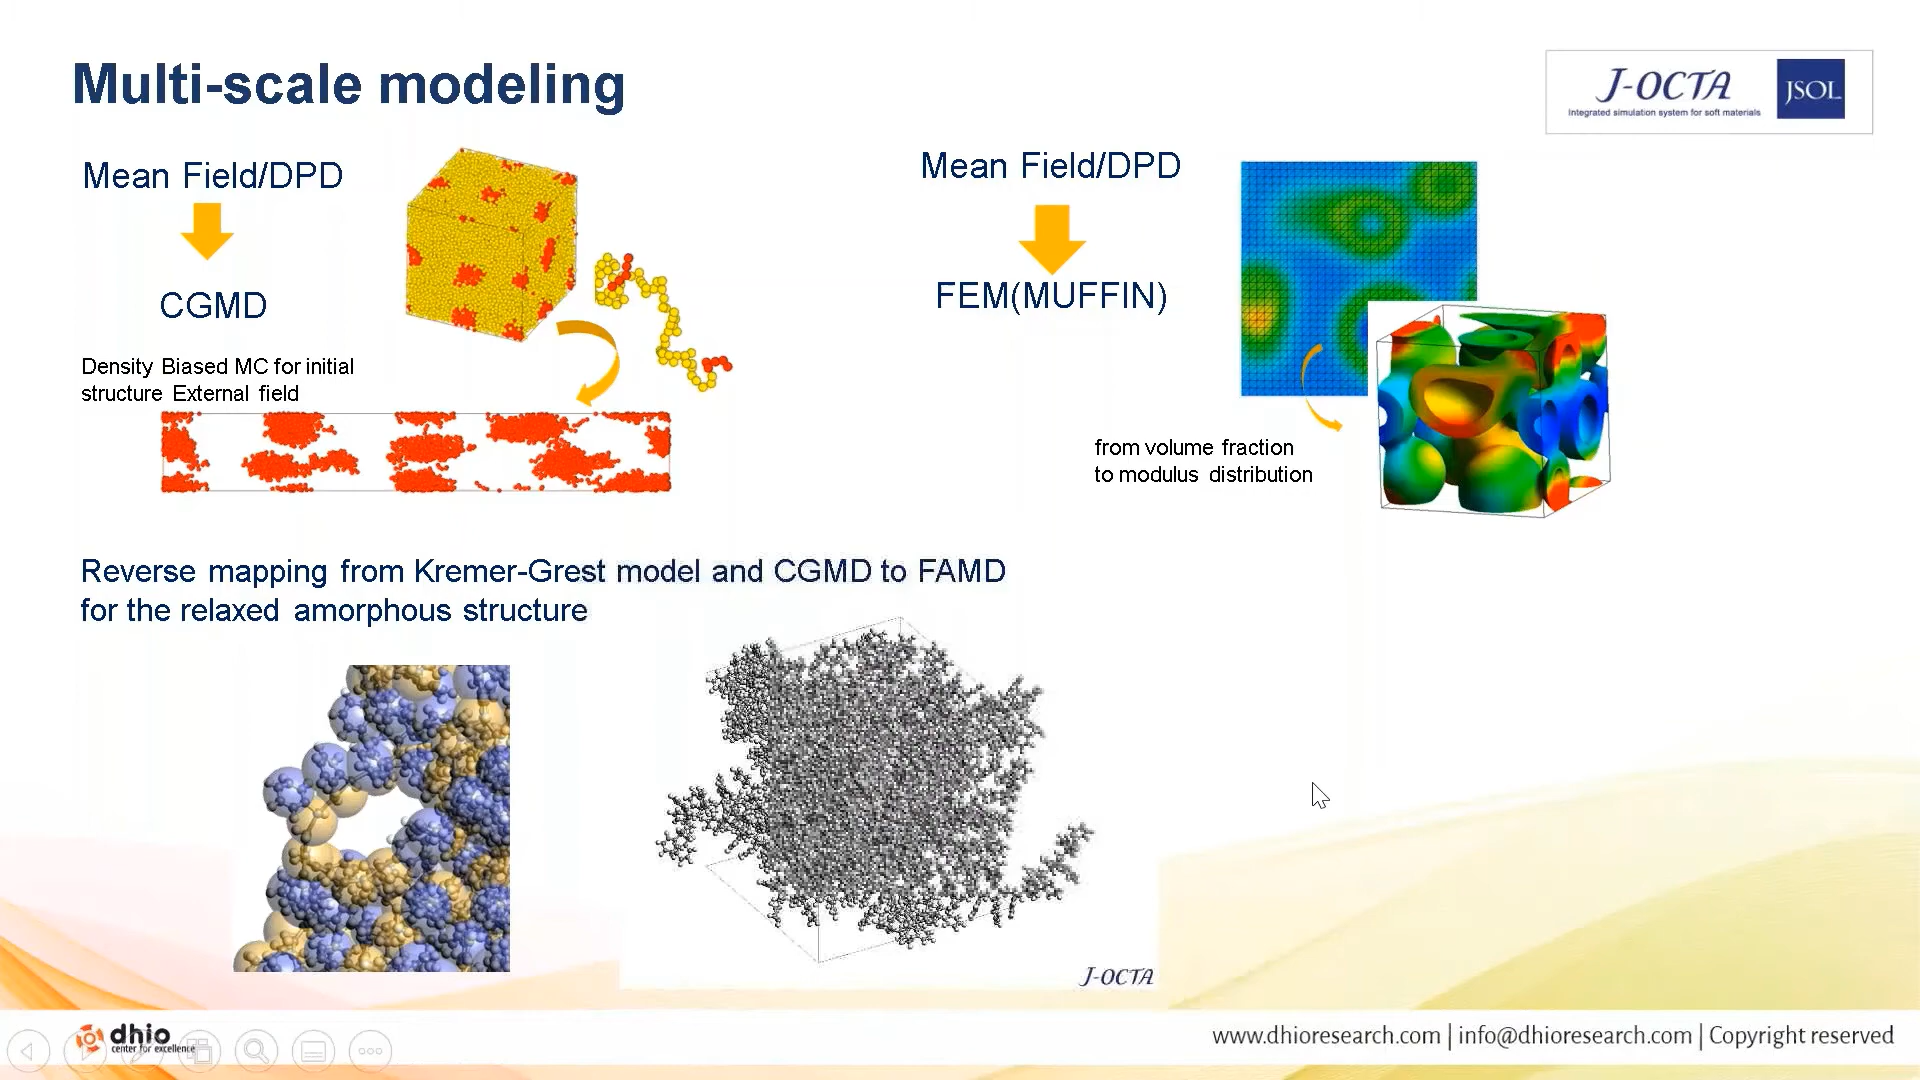 Multi-scale modeling
J-OCTA
Integrated simulation system for soft materials
JSOL
Mean Field/DPD
CGMD
Density Biased MC for initial
structure External field
Mean Field/DPD
FEM(MUFFIN)
from volume fraction
to modulus distribution
Reverse mapping from Kremer-Grest model and CGMD to FAMD
for the relaxed amorphous structure
J-OCTA
dhio
center for excellence
www.dhioresearch.com | info@dhioresearch.com | Copyright reserved